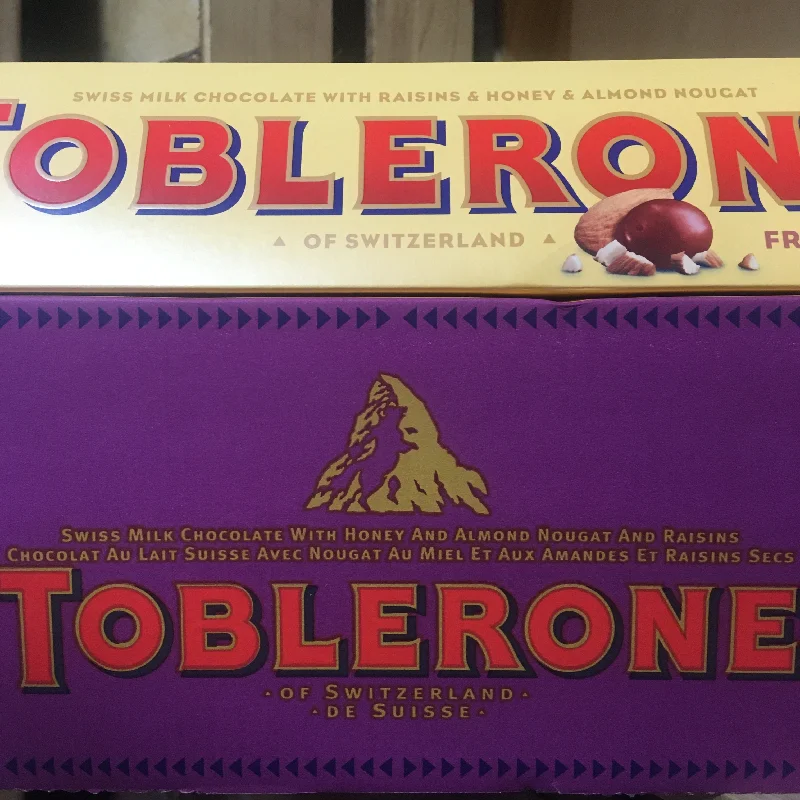 SWISS MILK CHOCOLATE WITH RAISINS & HONEY & ALMOND NOUGAT
TOBLERON
OF SWITZERLAND
FR
SWISS MILK CHOCOLATE WITH HONEY AND ALMOND NOUGAT AND RAISINS
CHOCOLAT AU LAIT SUISSE AVEC NOUGAT AU MIEL ET AUX AMANDES ET RAISINS SECS
TOBLERONE
· OF SWITZERLAND ·
· DE SUISSE ·